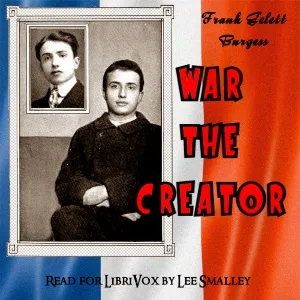 Frank Gelett
Burgess
WAR
THE
CREATOR
READ FOR LIBRIVOX BY LEE SMALLEY